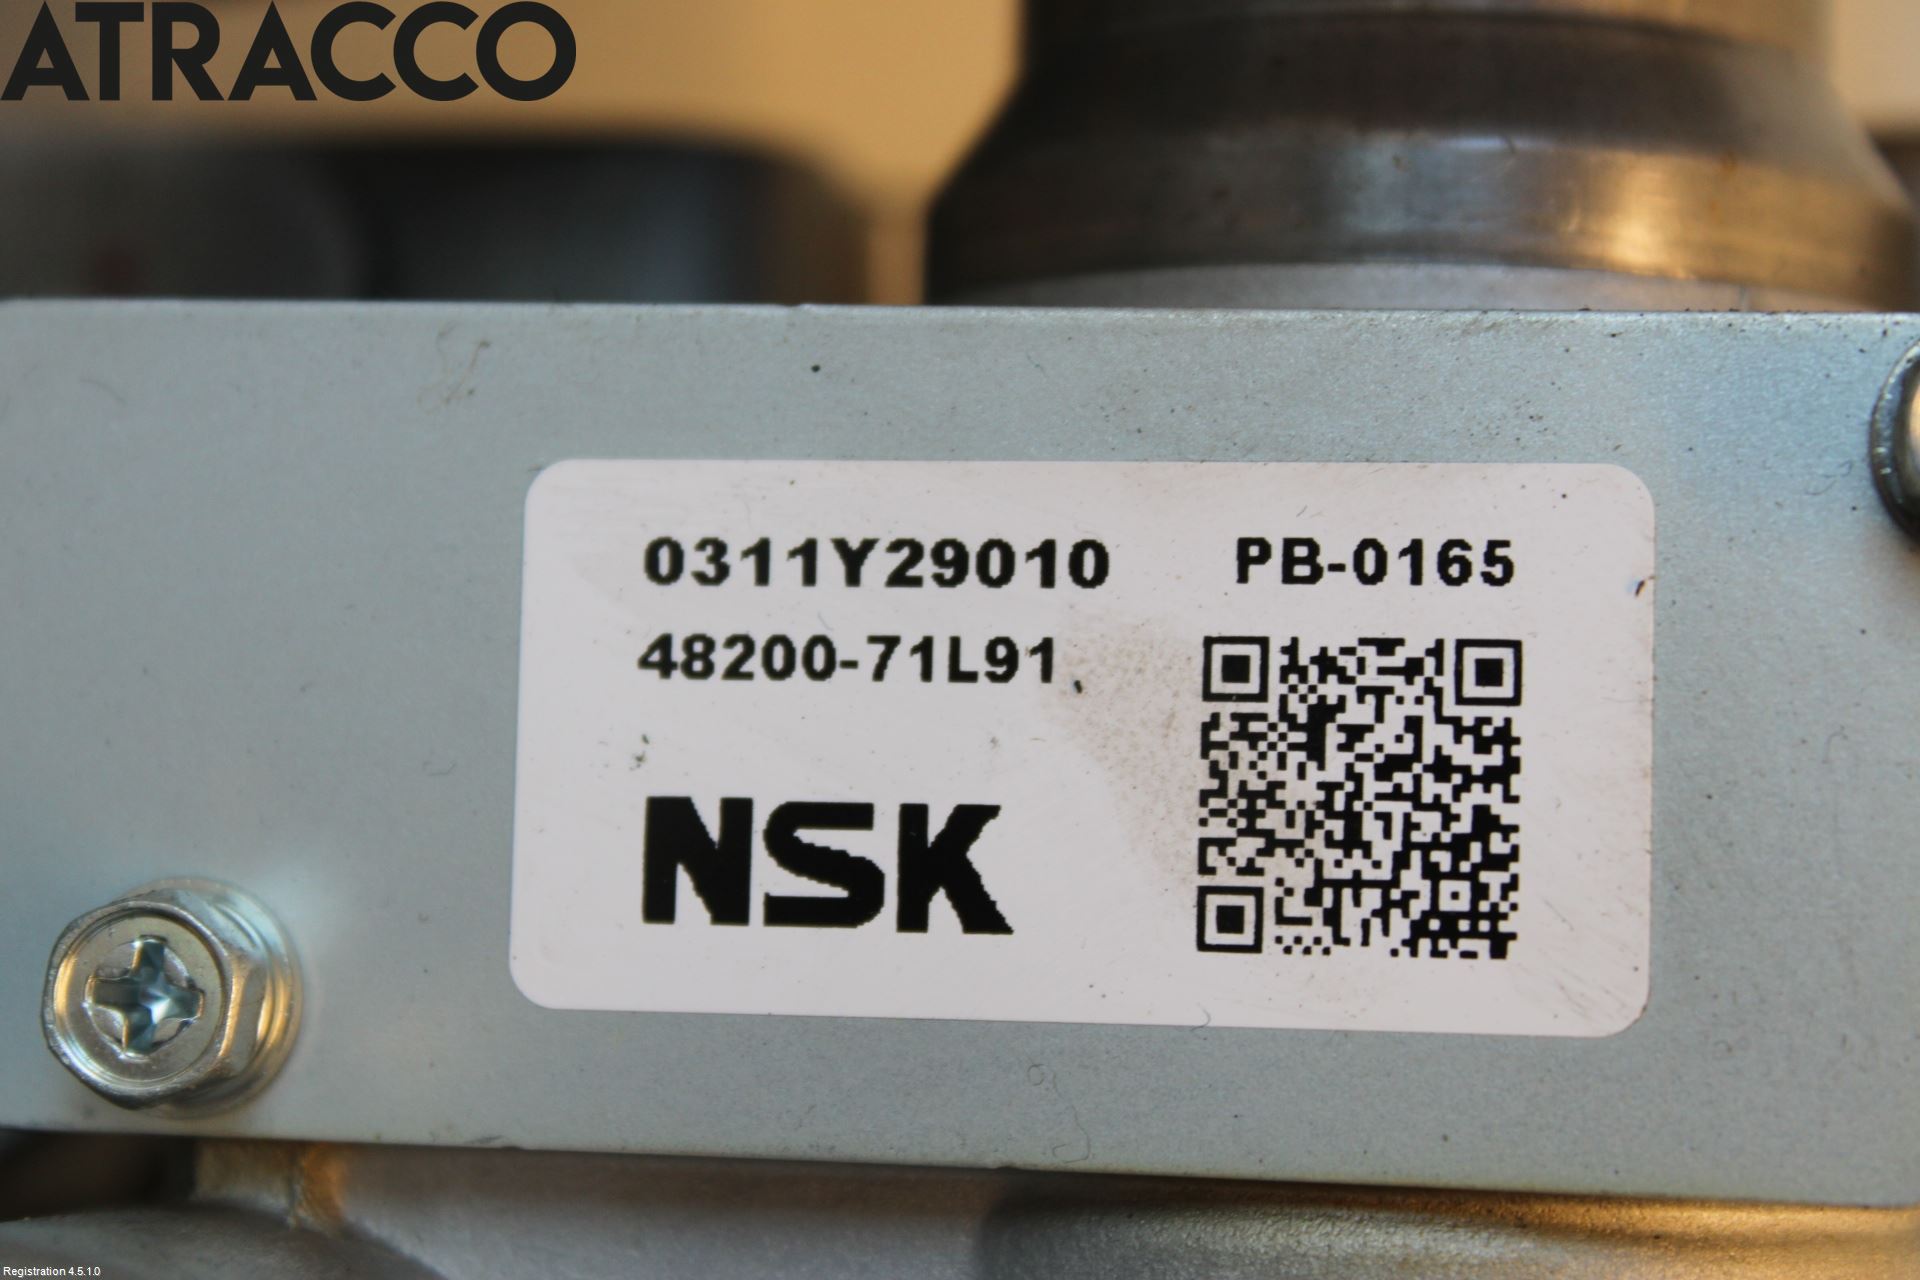 ATRACCO
0311Y29010 PB-0165
48200-71L91
NSK
Registration 4.5.1.0